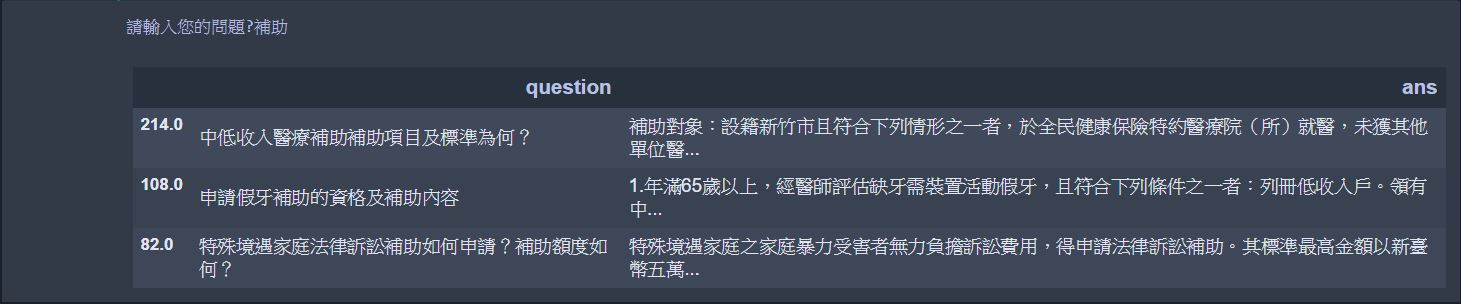 請輸入您的問題?補助
question ans
214.0 中低收入醫療補助補助項目及標準為何？ 補助對象：設籍新竹市且符合下列情形之一者，於全民健康保險特約醫療院（所）就醫，未獲其他
單位醫...
108.0 申請假牙補助的資格及補助內容 1.年滿65歲以上，經醫師評估缺牙需裝置活動假牙，且符合下列條件之一者：列冊低收入戶。領有
中...
82.0 特殊境遇家庭法律訴訟補助如何申請？補助額度如 特殊境遇家庭之家庭暴力受害者無力負擔訴訟費用，得申請法律訴訟補助。其標準最高金額以新臺
何？ 幣五萬...